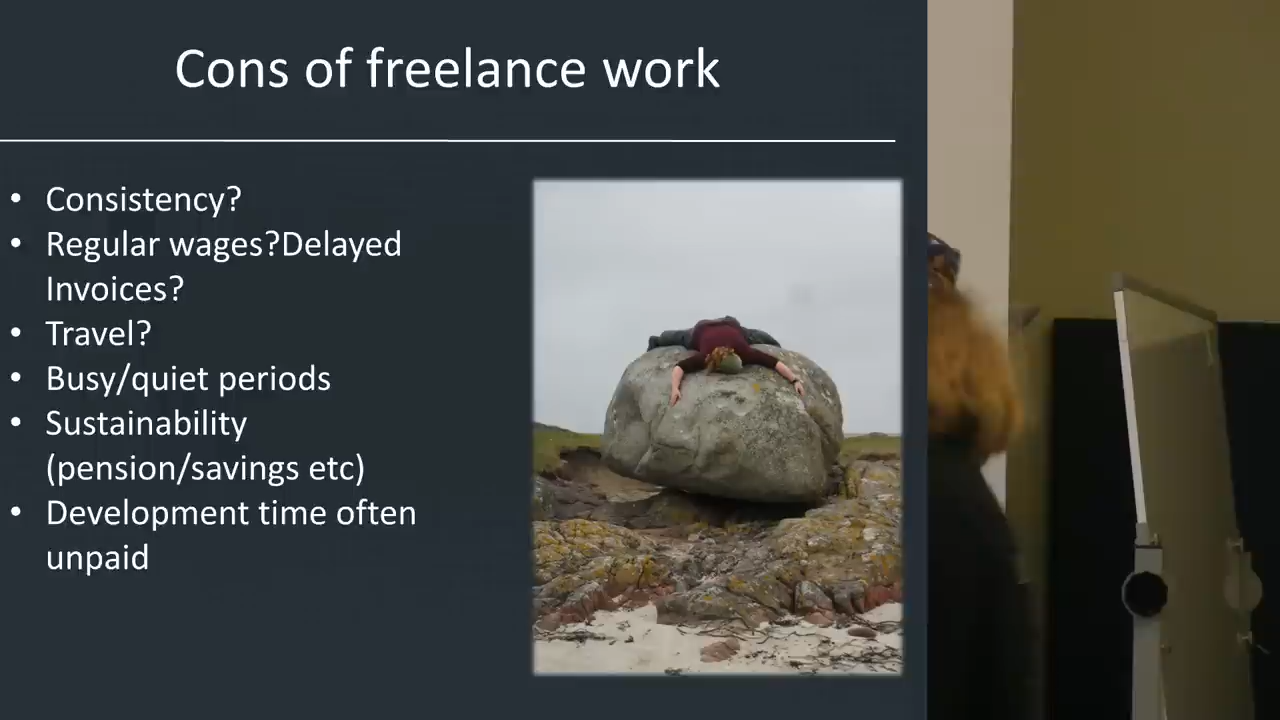 Cons of freelance work
• Consistency?
• Regular wages?Delayed
Invoices?
• Travel?
• Busy/quiet periods
• Sustainability
(pension/savings etc)
• Development time often
unpaid